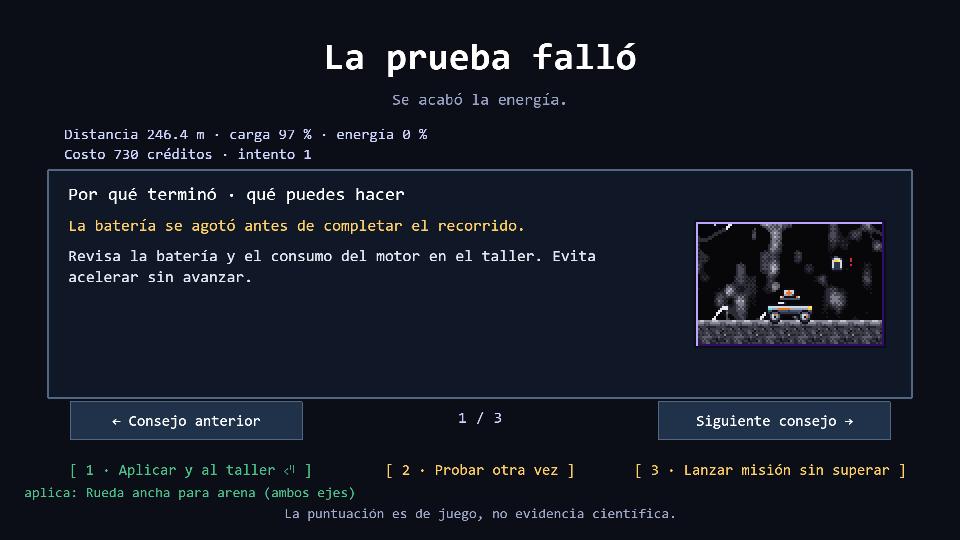 La prueba falló
Se acabó la energía.
Distancia 246.4 m · carga 97 % · energía 0 %
Costo 730 créditos · intento 1
Por qué terminó · qué puedes hacer
La batería se agotó antes de completar el recorrido.
Revisa la batería y el consumo del motor en el taller. Evita
acelerar sin avanzar.
← Consejo anterior
1 / 3
Siguiente consejo →
[ 1 · Aplicar y al taller ]
[ 2 · Probar otra vez ]
[ 3 · Lanzar misión sin superar ]
aplica: Rueda ancha para arena (ambos ejes)
La puntuación es de juego, no evidencia científica.